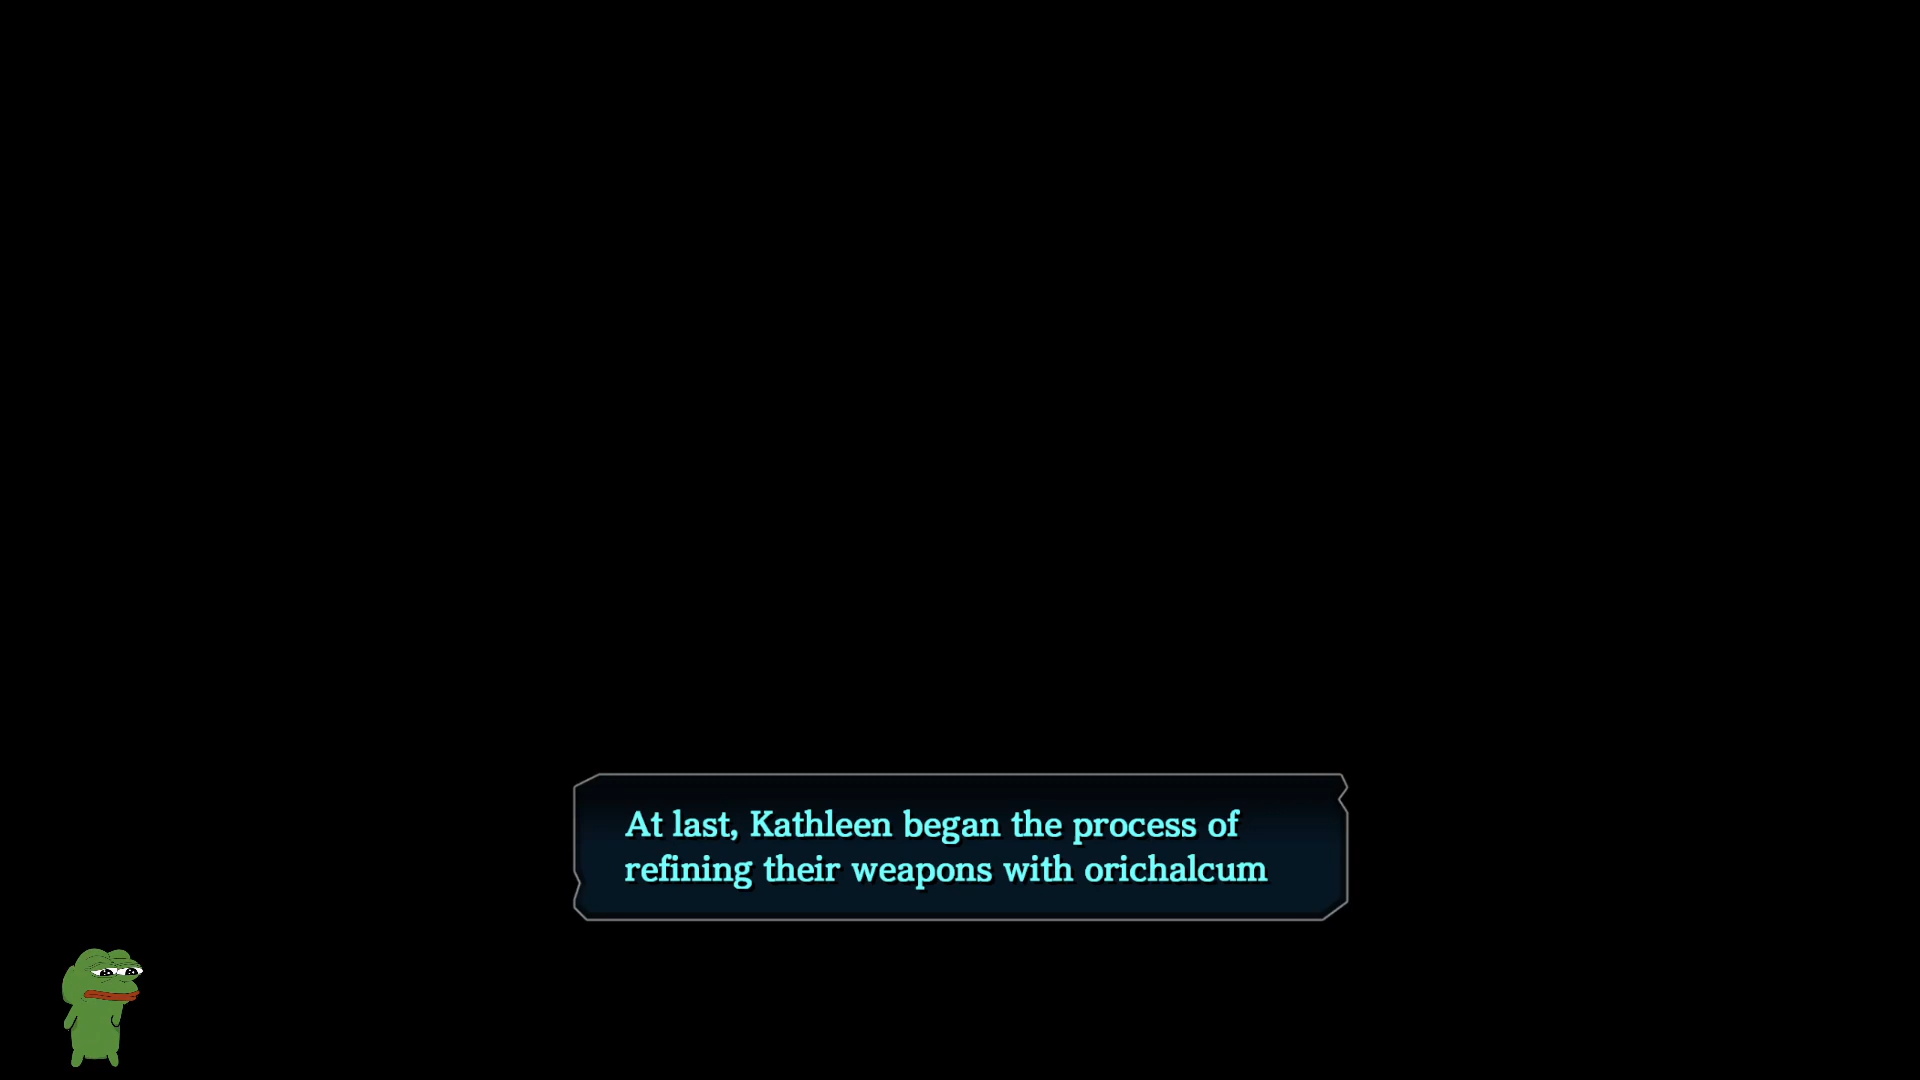 At last, Kathleen began the process of
refining their weapons with orichalcum